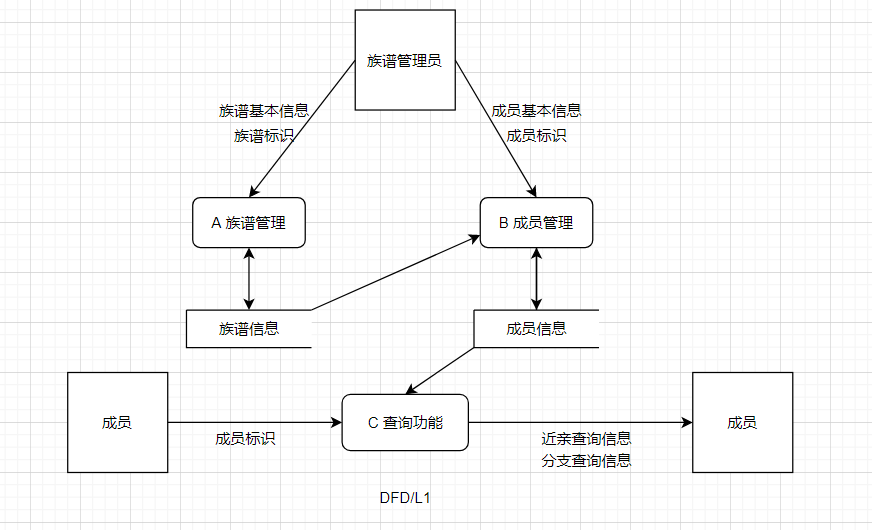 族谱管理员
族谱基本信息
族谱标识
成员基本信息
成员标识
A 族谱管理
B 成员管理
族谱信息
成员信息
成员
成员标识
C 查询功能
近亲查询信息
分支查询信息
成员
DFD/L1